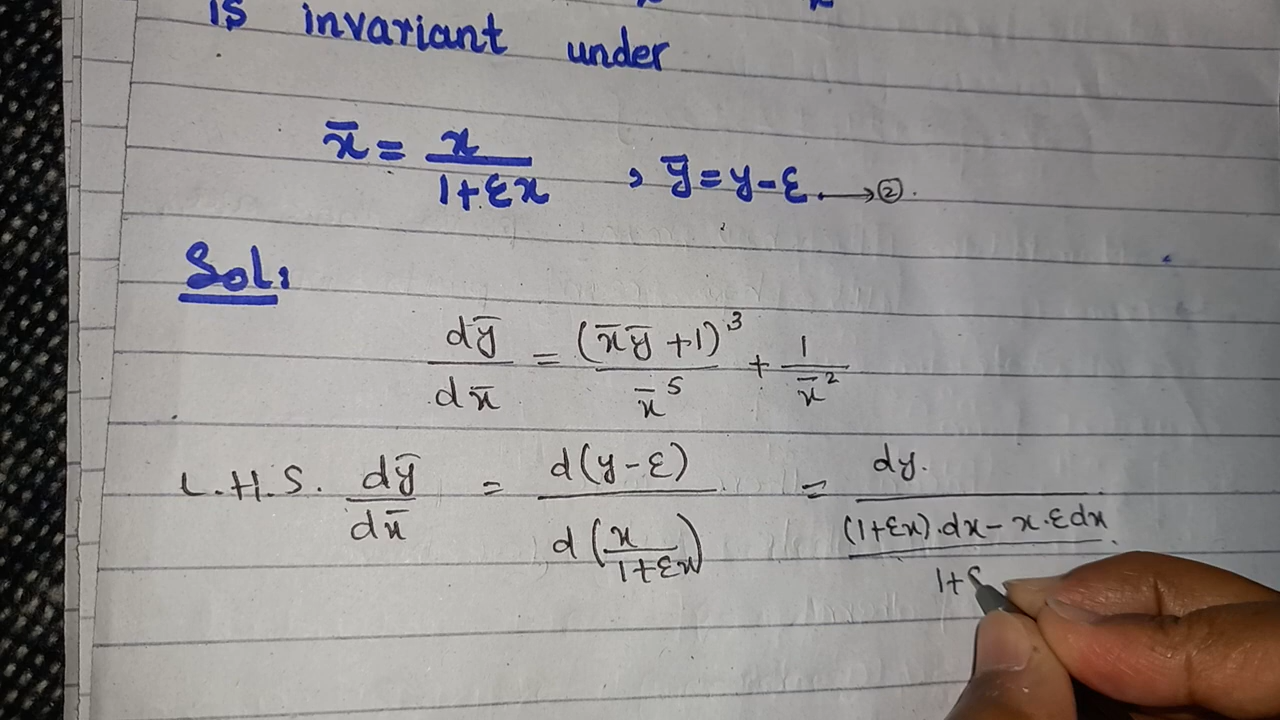 is invariant under
x̄ = x/(1+εx) , ȳ = y-ε. → ②.
Sol:
dȳ/dx̄ = (x̄ȳ+1)³/x̄⁵ + 1/x̄²
L.H.S. dȳ/dx̄ = d(y-ε)/d(x/(1+εx)) = dy./(((1+εx).dx - x.εdx)/(1+